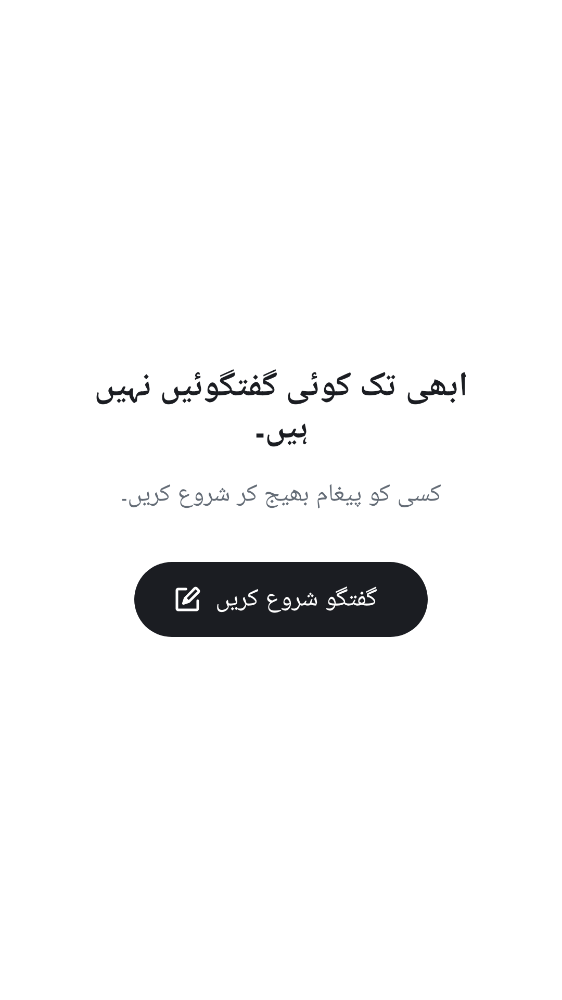 ابھی تک کوئی گفتگوئیں نہیں
ہیں۔
کسی کو پیغام بھیج کر شروع کریں۔
گفتگو شروع کریں